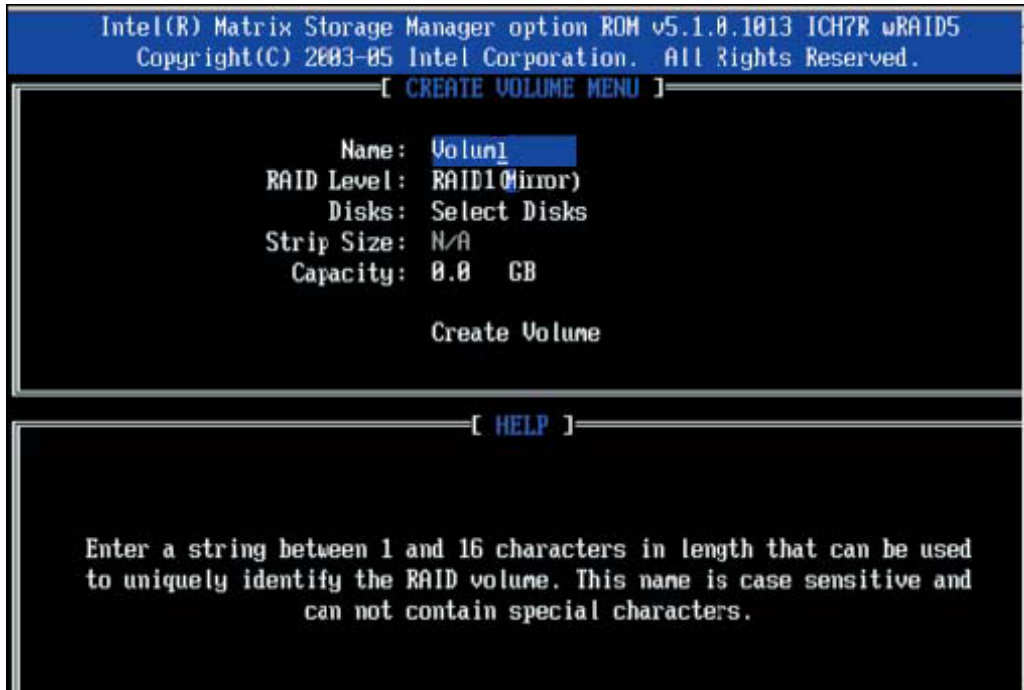 Intel(R) Matrix Storage Manager option ROM v5.1.0.1013 ICH7R wRAID5
Copyright(C) 2003-05 Intel Corporation. All Rights Reserved.
[ CREATE VOLUME MENU ]
Name: Volum1
RAID Level: RAID1(Mirror)
Disks: Select Disks
Strip Size: N/A
Capacity: 0.0 GB
Create Volume
[ HELP ]
Enter a string between 1 and 16 characters in length that can be used
to uniquely identify the RAID volume. This name is case sensitive and
can not contain special characters.